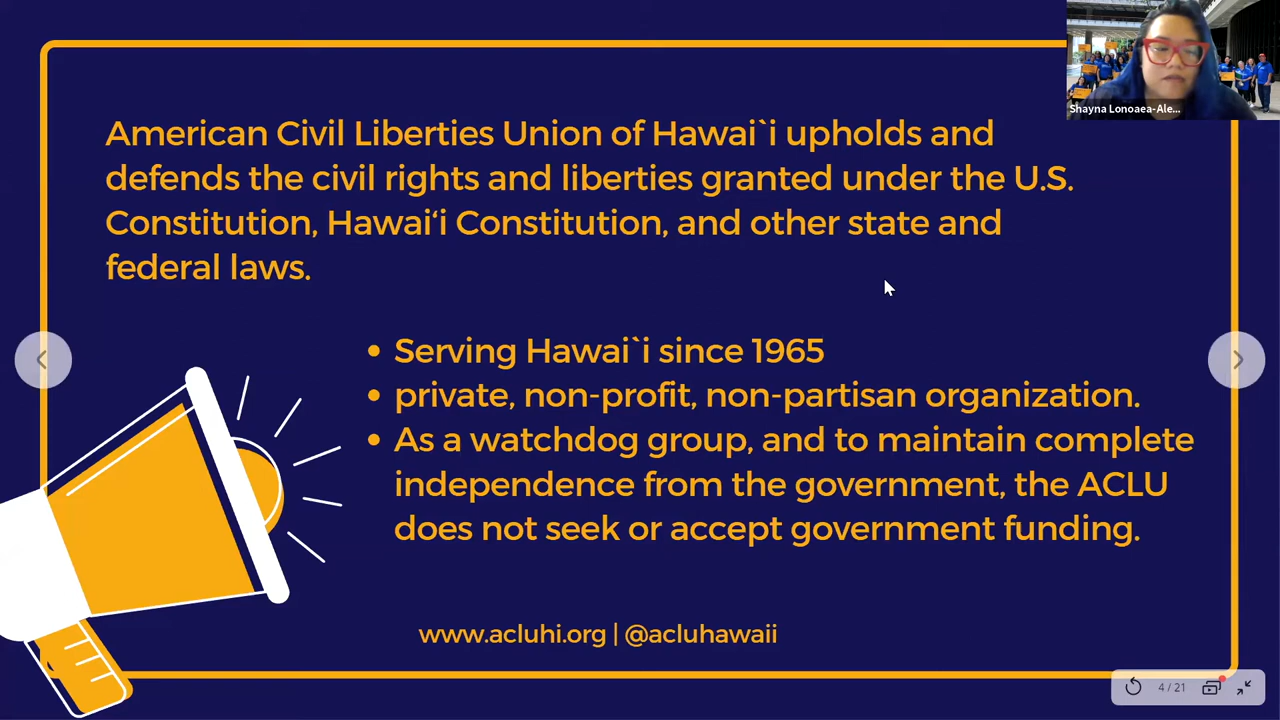 Shayna Lonoaea-Ale...
American Civil Liberties Union of Hawai`i upholds and
defends the civil rights and liberties granted under the U.S.
Constitution, Hawai‘i Constitution, and other state and
federal laws.
• Serving Hawai`i since 1965
• private, non-profit, non-partisan organization.
• As a watchdog group, and to maintain complete
independence from the government, the ACLU
does not seek or accept government funding.
www.acluhi.org | @acluhawaii
4 / 21